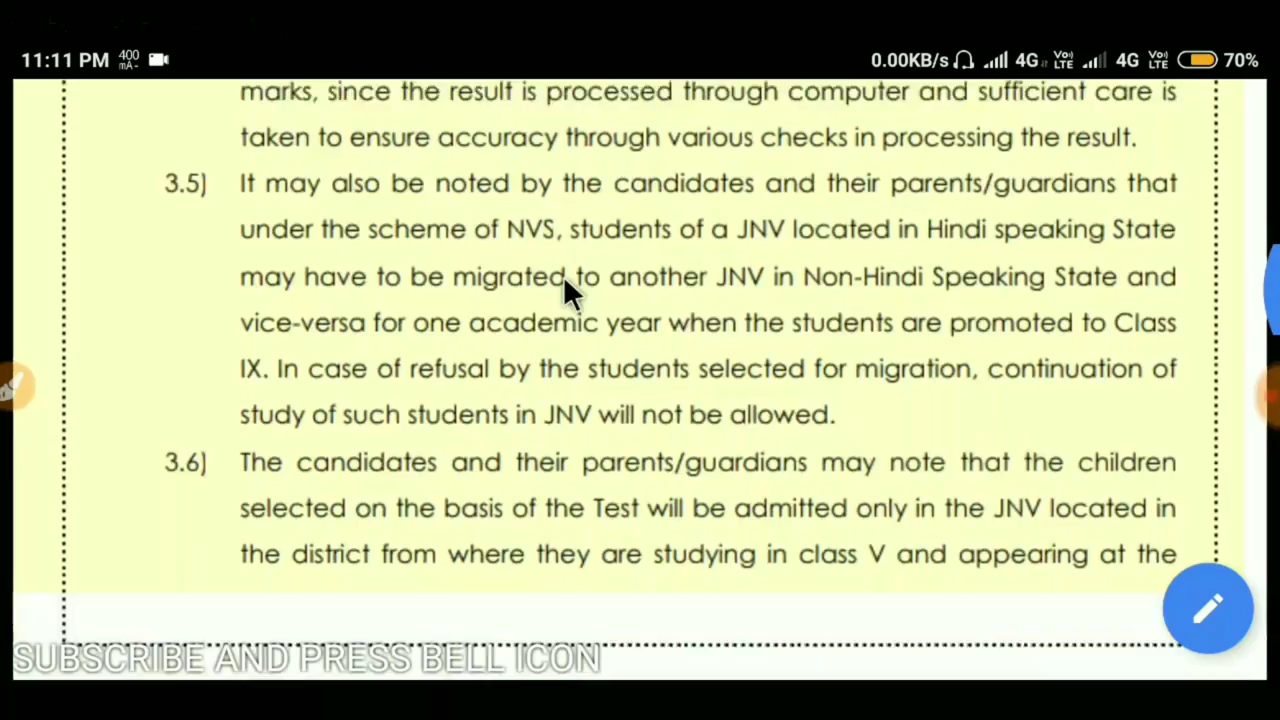 11:11 PM 400 mA- 0.00KB/s 4G Vo) LTE 4G Vo) LTE 70%
marks, since the result is processed through computer and sufficient care is
taken to ensure accuracy through various checks in processing the result.
3.5) It may also be noted by the candidates and their parents/guardians that
under the scheme of NVS, students of a JNV located in Hindi speaking State
may have to be migrated to another JNV in Non-Hindi Speaking State and
vice-versa for one academic year when the students are promoted to Class
IX. In case of refusal by the students selected for migration, continuation of
study of such students in JNV will not be allowed.
3.6) The candidates and their parents/guardians may note that the children
selected on the basis of the Test will be admitted only in the JNV located in
the district from where they are studying in class V and appearing at the
SUBSCRIBE AND PRESS BELL ICON